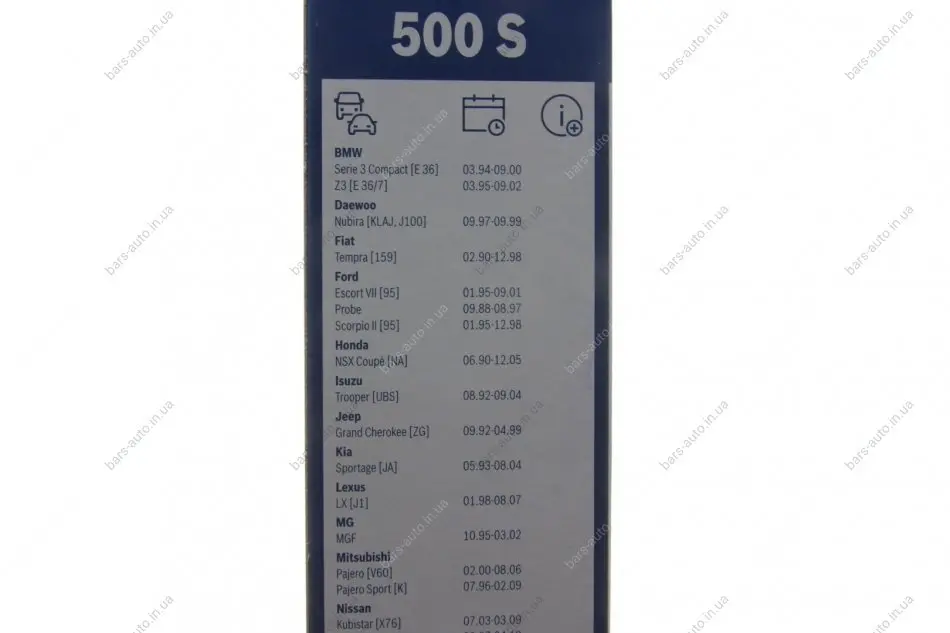 500 S
BMW
Serie 3 Compact [E 36] 03.94-09.00
Z3 [E 36/7] 03.95-09.02
Daewoo
Nubira [KLAJ, J100] 09.97-09.99
Fiat
Tempra [159] 02.90-12.98
Ford
Escort VII [95] 01.95-09.01
Probe 09.88-08.97
Scorpio II [95] 01.95-12.98
Honda
NSX Coupé [NA] 06.90-12.05
Isuzu
Trooper [UBS] 08.92-09.04
Jeep
Grand Cherokee [ZG] 09.92-04.99
Kia
Sportage [JA] 05.93-08.04
Lexus
LX [J1] 01.98-08.07
MG
MGF 10.95-03.02
Mitsubishi
Pajero [V60] 02.00-08.06
Pajero Sport [K] 07.96-02.09
Nissan
Kubistar [X76] 07.03-03.09
bars-auto.in.ua